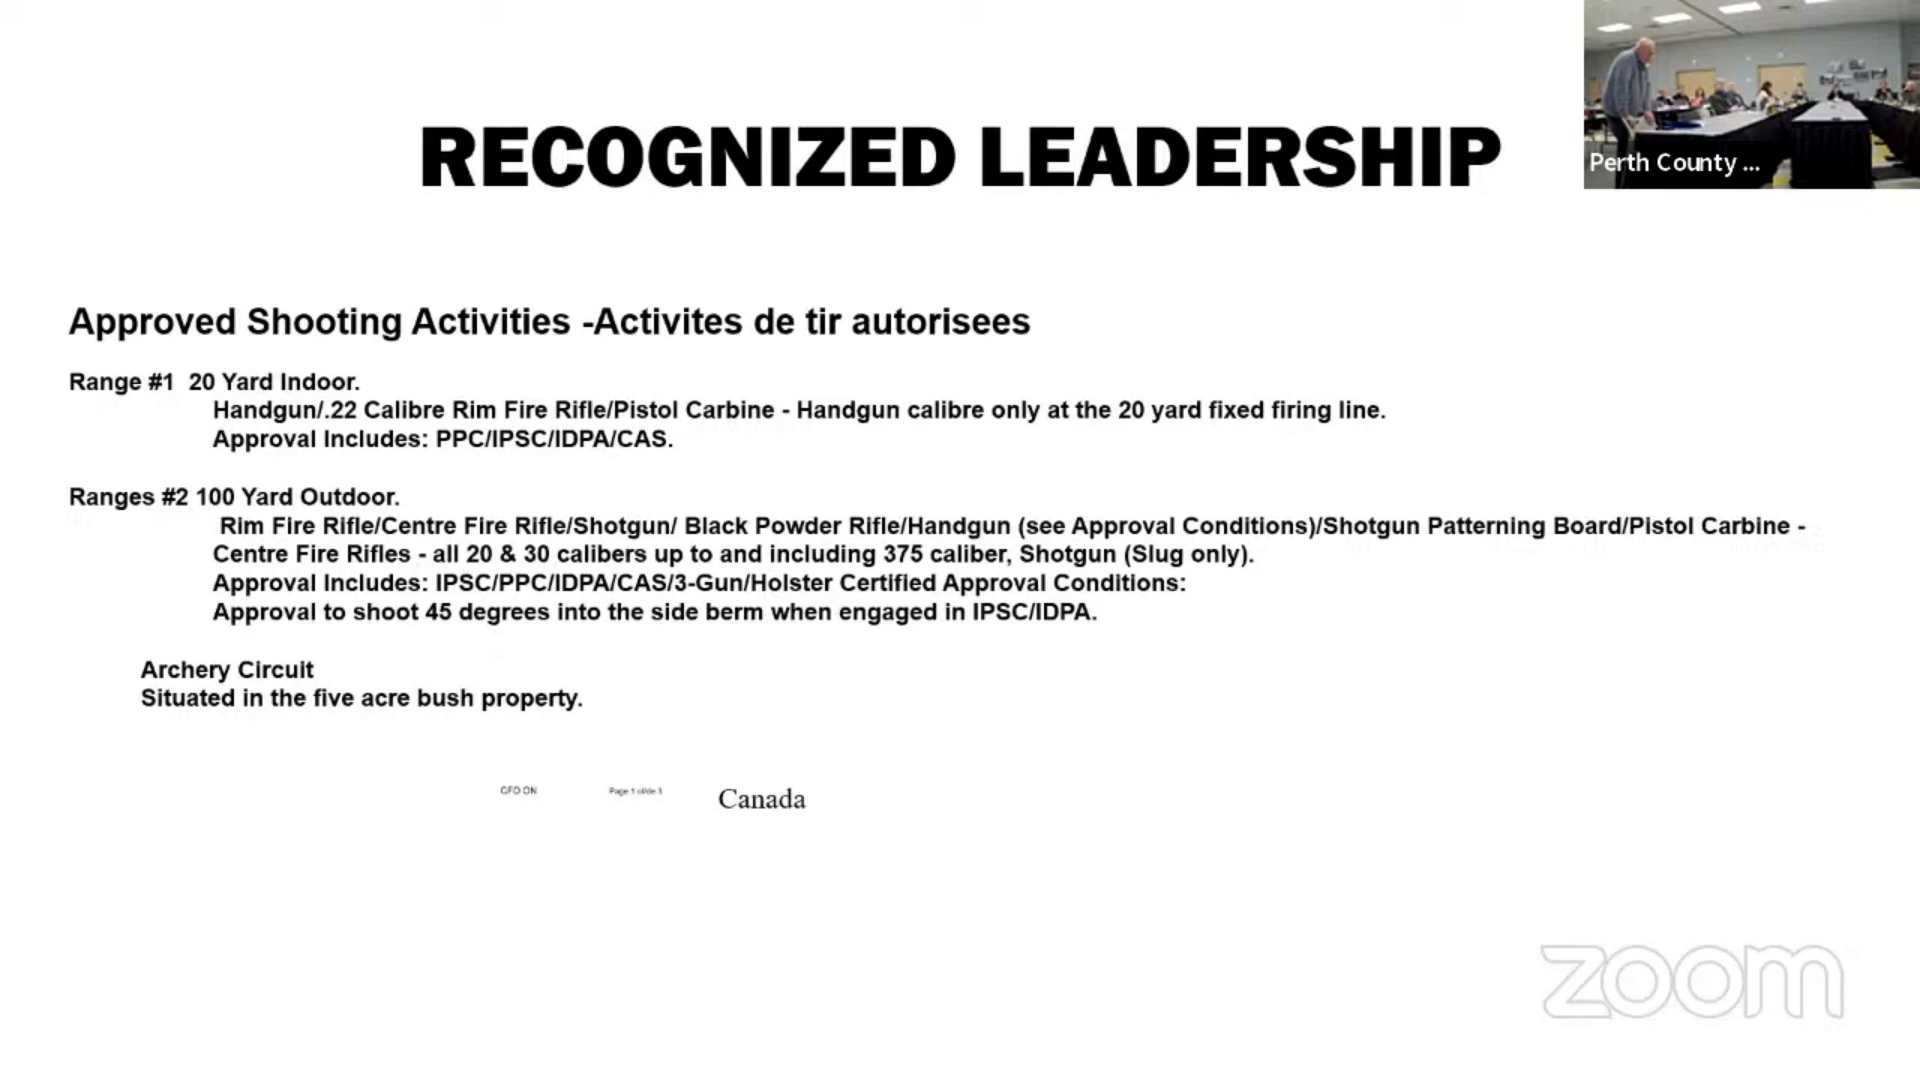 RECOGNIZED LEADERSHIP
Perth County ...
Approved Shooting Activities -Activites de tir autorisees
Range #1 20 Yard Indoor.
Handgun/.22 Calibre Rim Fire Rifle/Pistol Carbine - Handgun calibre only at the 20 yard fixed firing line.
Approval Includes: PPC/IPSC/IDPA/CAS.
Ranges #2 100 Yard Outdoor.
Rim Fire Rifle/Centre Fire Rifle/Shotgun/ Black Powder Rifle/Handgun (see Approval Conditions)/Shotgun Patterning Board/Pistol Carbine -
Centre Fire Rifles - all 20 & 30 calibers up to and including 375 caliber, Shotgun (Slug only).
Approval Includes: IPSC/PPC/IDPA/CAS/3-Gun/Holster Certified Approval Conditions:
Approval to shoot 45 degrees into the side berm when engaged in IPSC/IDPA.
Archery Circuit
Situated in the five acre bush property.
CFO ON
Page 1
Canada
zoom